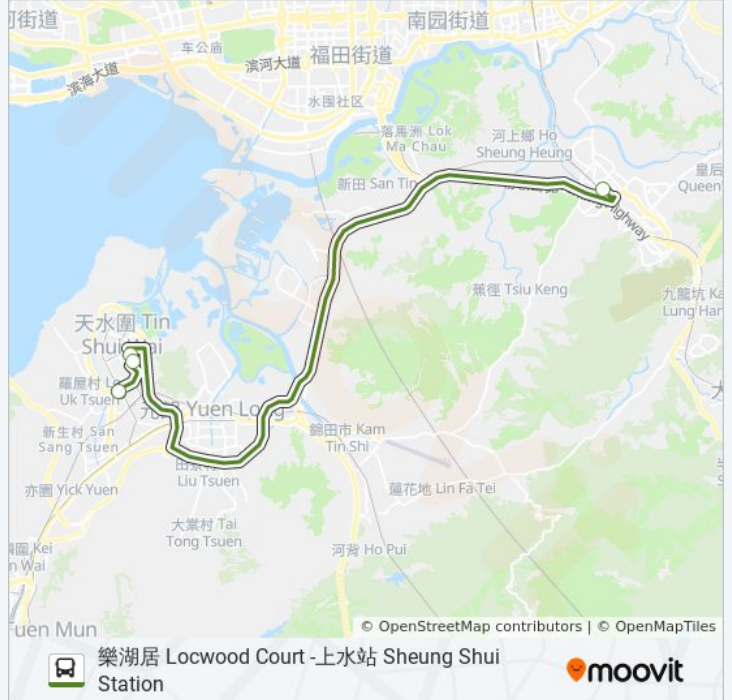 街道
南园街道
车公庙
福田街道
滨河大道
滨海大道
水围社区
落馬洲 Lok
Ma Chau
河上鄉 Ho
Sheung Heung
新田 San Tin
皇后
Queen'
Highway
蕉徑 Tsiu Keng
九龍坑 Ka
Lung Han
天水圍 Tin
Shui Wai
羅屋村 L
Uk Tsuen
Yuen Long
新生村 San
Sang Tsuen
錦田市 Kam
Tin Shi
Liu Tsuen
亦園 Yick Yuen
蓮花地 Lin Fa Tei
大棠村 Tai
Tong Tsuen
圍 Kei
n Wai
河背 Ho Pui
uen Mun
© OpenStreetMap contributors | © OpenMapTiles
樂湖居 Locwood Court -上水站 Sheung Shui
Station
moovit